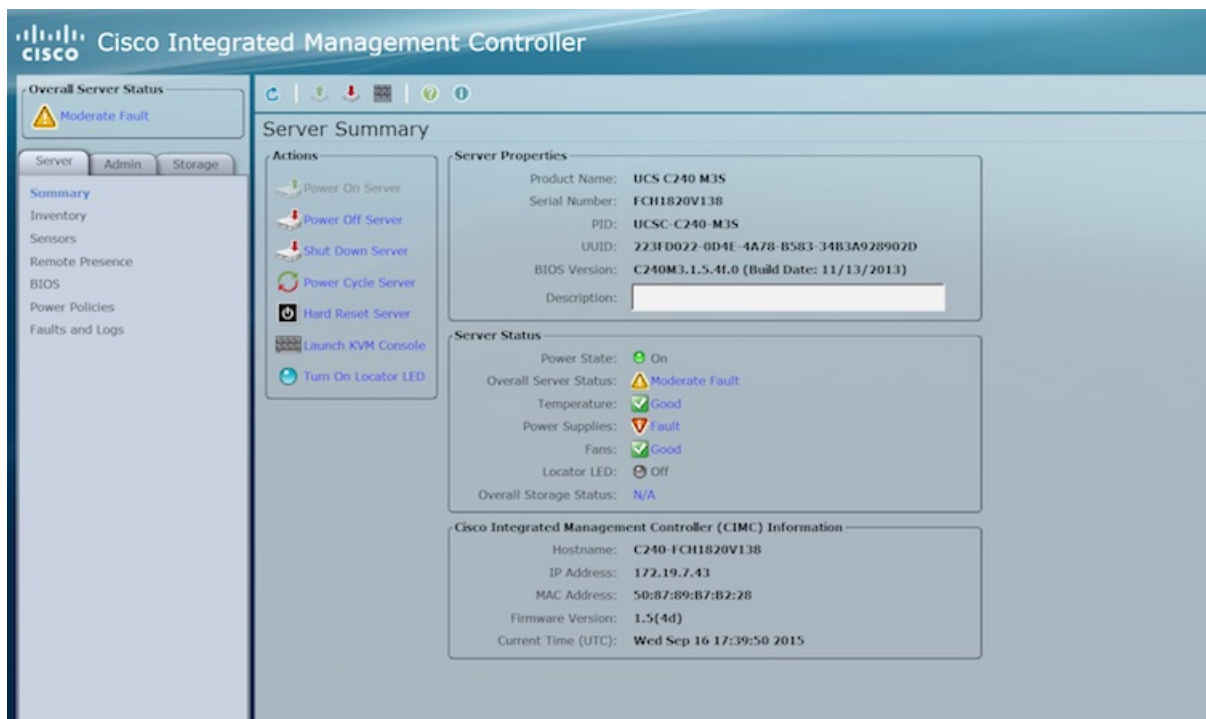 CISCO Cisco Integrated Management Controller
Overall Server Status
Moderate Fault
Server Admin Storage
Summary
Inventory
Sensors
Remote Presence
BIOS
Power Policies
Faults and Logs
Server Summary
Actions
Power On Server
Power Off Server
Shut Down Server
Power Cycle Server
Hard Reset Server
Launch KVM Console
Turn On Locator LED
Server Properties
Product Name: UCS C240 M3S
Serial Number: FCH1820V138
PID: UCSC-C240-M3S
UUID: 223FD022-0D4E-4A78-B583-34B3A928902D
BIOS Version: C240M3.1.5.4f.0 (Build Date: 11/13/2013)
Description:
Server Status
Power State: On
Overall Server Status: Moderate Fault
Temperature: Good
Power Supplies: Fault
Fans: Good
Locator LED: Off
Overall Storage Status: N/A
Cisco Integrated Management Controller (CIMC) Information
Hostname: C240-FCH1820V138
IP Address: 172.19.7.43
MAC Address: 50:87:89:B7:B2:28
Firmware Version: 1.5(4d)
Current Time (UTC): Wed Sep 16 17:39:50 2015